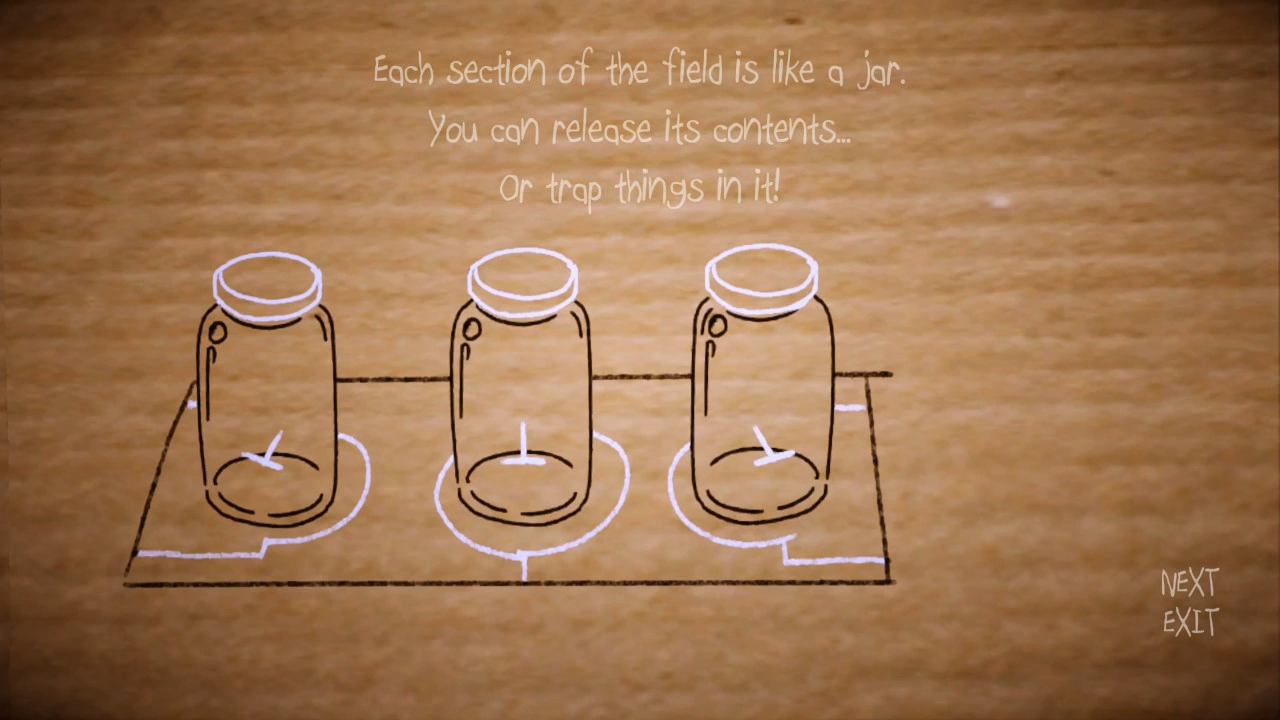 Each section of the field is like a jar.
You can release its contents...
Or trap things in it!
NEXT
EXIT